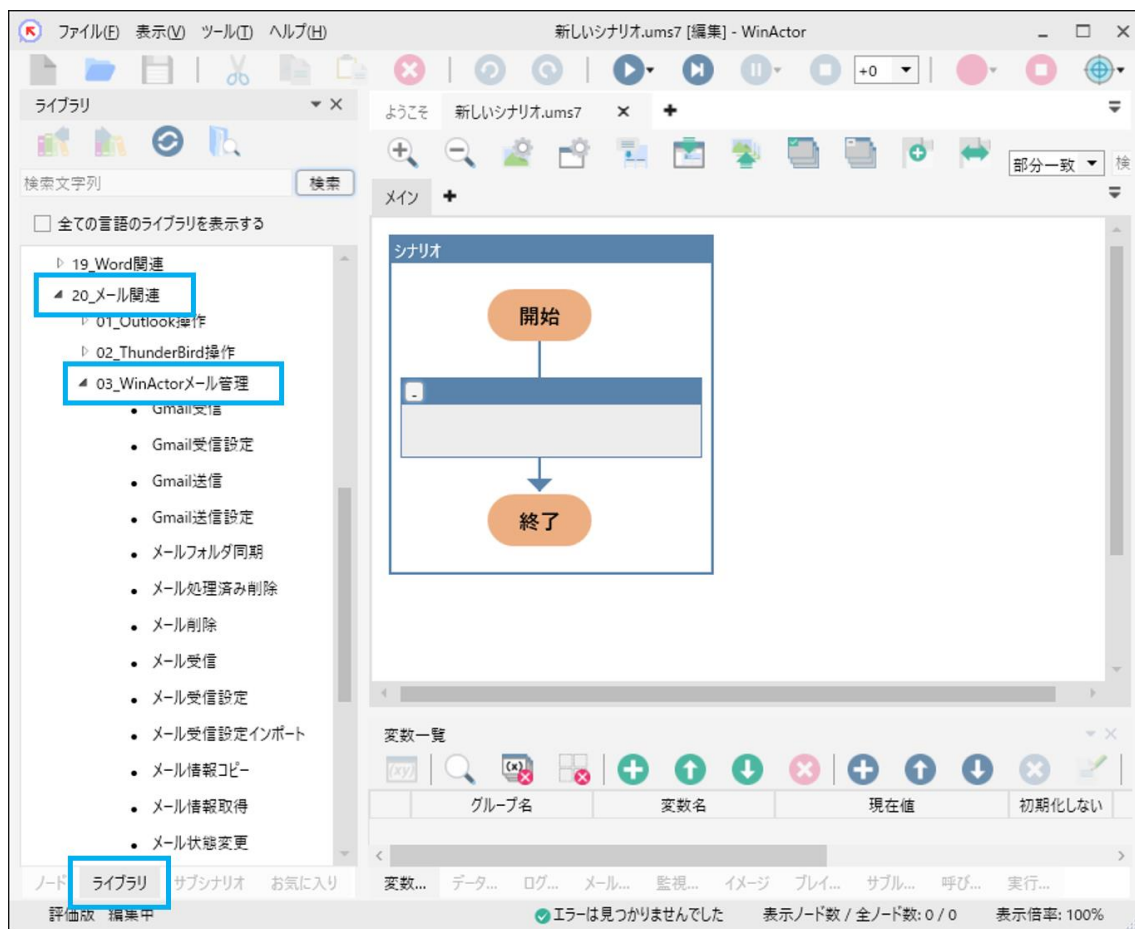 ファイル(F) 表示(V) ツール(T) ヘルプ(H) 新しいシナリオ.ums7 [編集] - WinActor
+0
ライブラリ
ようこそ 新しいシナリオ.ums7
検索文字列 検索
部分一致 検
メイン
全ての言語のライブラリを表示する
19_Word関連
20_メール関連
01_Outlook操作
02_ThunderBird操作
03_WinActorメール管理
Gmail受信
Gmail受信設定
Gmail送信
Gmail送信設定
メールフォルダ同期
メール処理済み削除
メール削除
メール受信
メール受信設定
メール受信設定インポート
メール情報コピー
メール情報取得
メール状態変更
シナリオ
開始
終了
変数一覧
グループ名 変数名 現在値 初期化しない
ノード ライブラリ サブシナリオ お気に入り
変数... データ... ログ... メール... 監視... イメージ ブレイ... サブル... 呼び... 実行...
評価版 編集中 エラーは見つかりませんでした 表示ノード数 / 全ノード数: 0 / 0 表示倍率: 100%